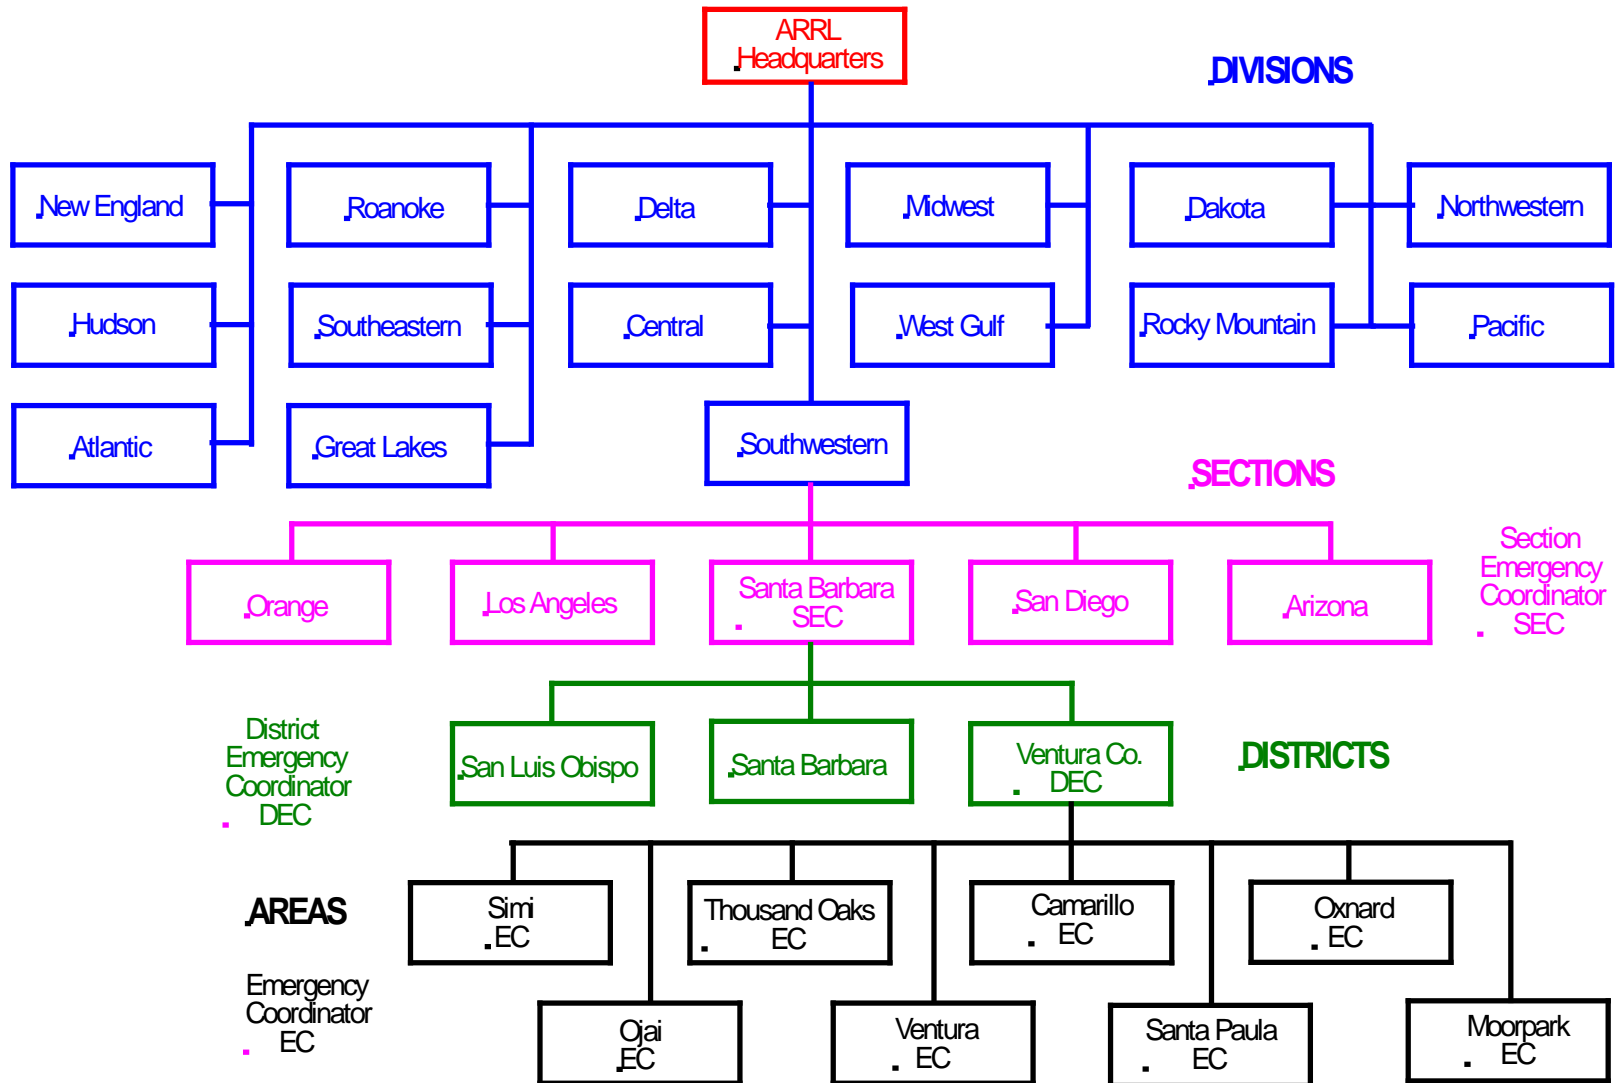 ARRL
Headquarters
DIVISIONS
New England
Roanoke
Delta
Midwest
Dakota
Northwestern
Hudson
Southeastern
Central
West Gulf
Rocky Mountain
Pacific
Atlantic
Great Lakes
Southwestern
SECTIONS
Orange
Los Angeles
Santa Barbara
SEC
San Diego
Arizona
Section
Emergency
Coordinator
SEC
District
Emergency
Coordinator
DEC
San Luis Obispo
Santa Barbara
Ventura Co.
DEC
DISTRICTS
AREAS
Simi
EC
Thousand Oaks
EC
Camarillo
EC
Oxnard
EC
Emergency
Coordinator
EC
Ojai
EC
Ventura
EC
Santa Paula
EC
Moorpark
EC